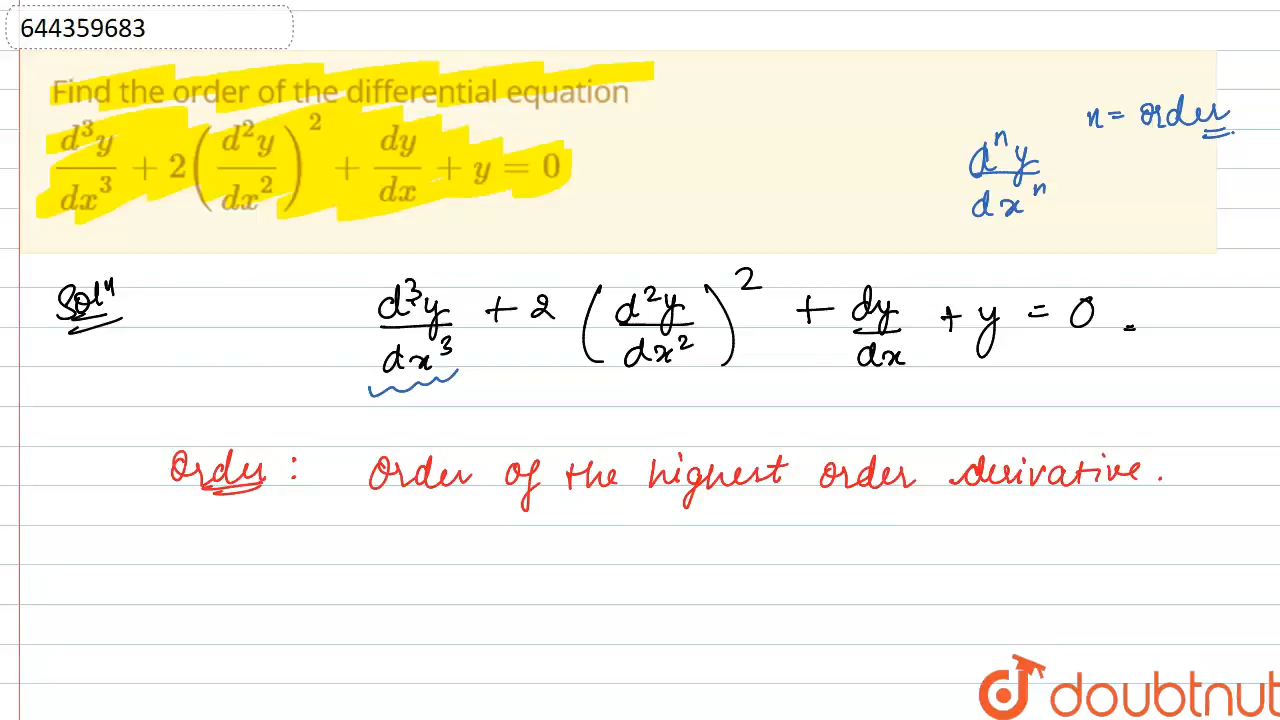 644359683
Find the order of the differential equation
d³y/dx³ + 2(d²y/dx²)² + dy/dx + y = 0
n = order
dⁿy/dxⁿ
Solⁿ
d³y/dx³ + 2(d²y/dx²)² + dy/dx + y = 0.
Order : Order of the highest order derivative.
doubtnut